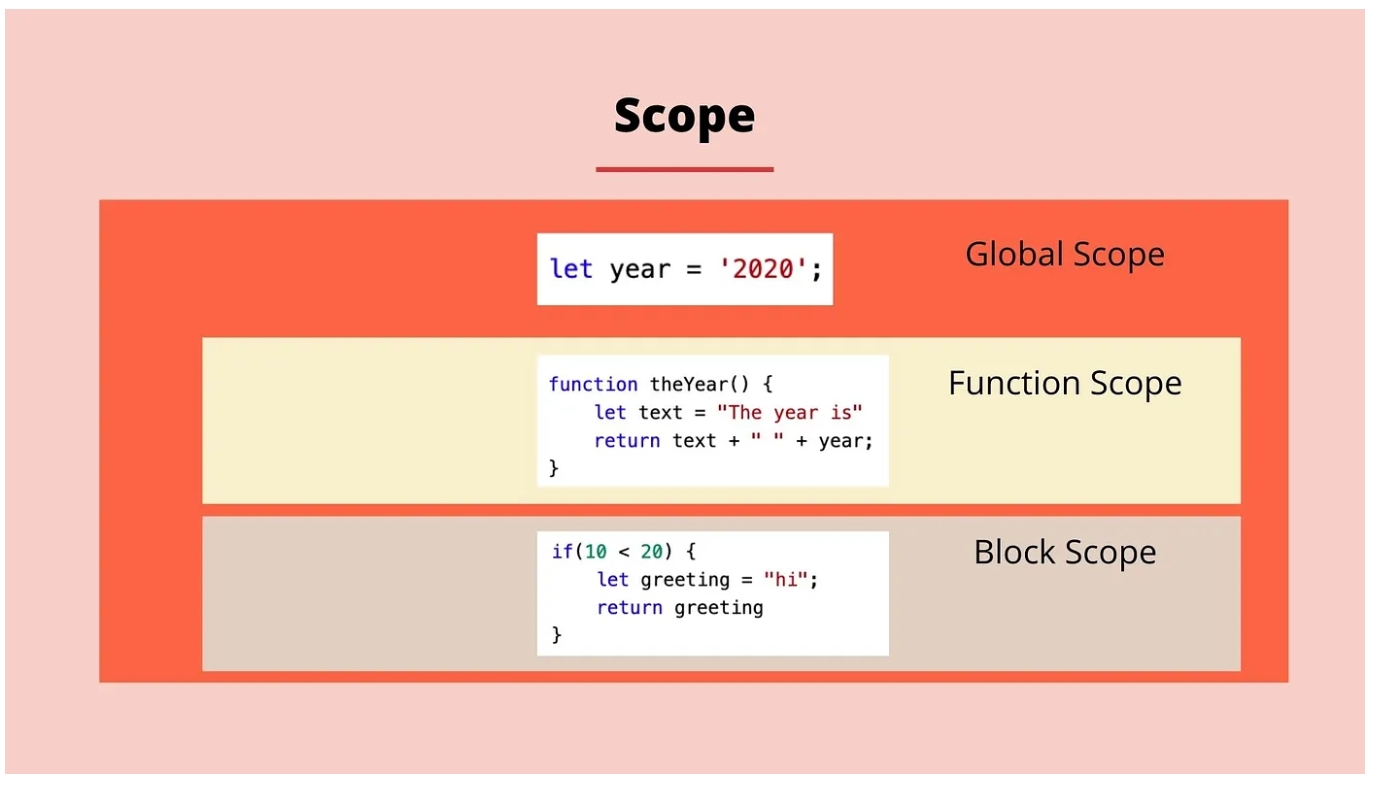 Scope
let year = '2020';
Global Scope
function theYear() {
    let text = "The year is"
    return text + " " + year;
}
Function Scope
if(10 < 20) {
    let greeting = "hi";
    return greeting
}
Block Scope